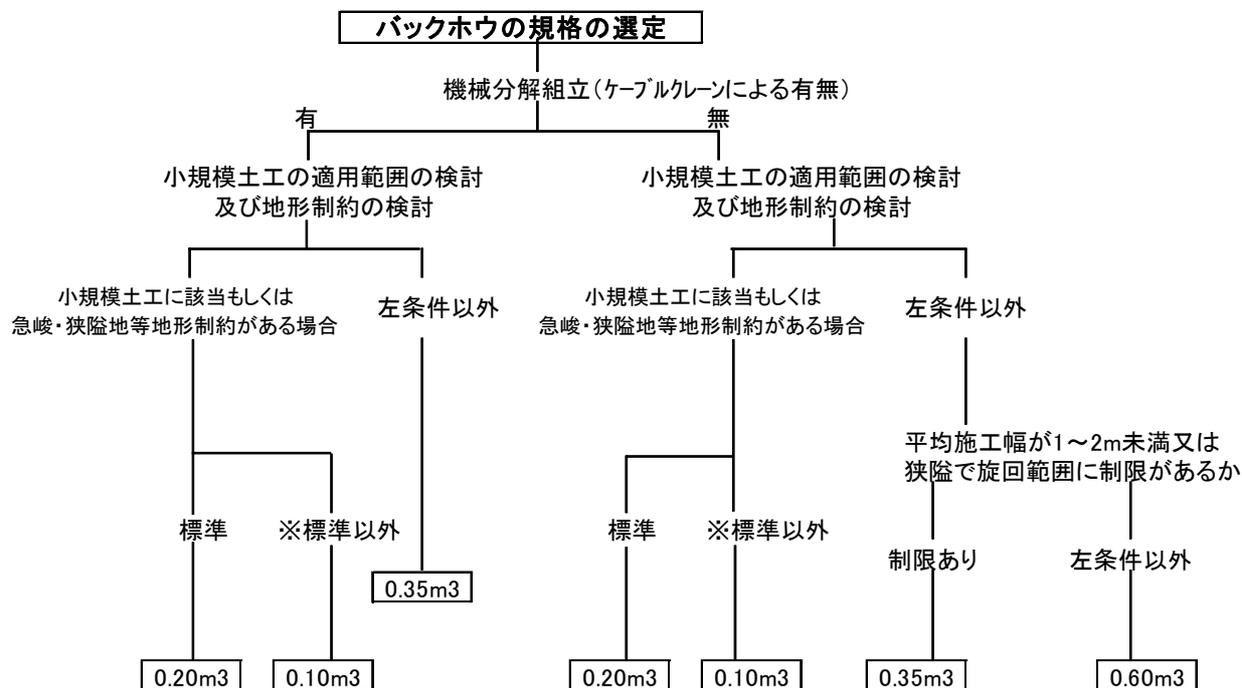 バックホウの規格の選定
機械分解組立（ケーブルクレーンによる有無）
有
無
小規模土工の適用範囲の検討
及び地形制約の検討
小規模土工の適用範囲の検討
及び地形制約の検討
小規模土工に該当もしくは
急峻・狭隘地等地形制約がある場合
左条件以外
小規模土工に該当もしくは
急峻・狭隘地等地形制約がある場合
左条件以外
平均施工幅が1～2m未満又は
狭隘で旋回範囲に制限があるか
標準
※標準以外
標準
※標準以外
制限あり
左条件以外
0.35m3
0.20m3
0.10m3
0.20m3
0.10m3
0.35m3
0.60m3